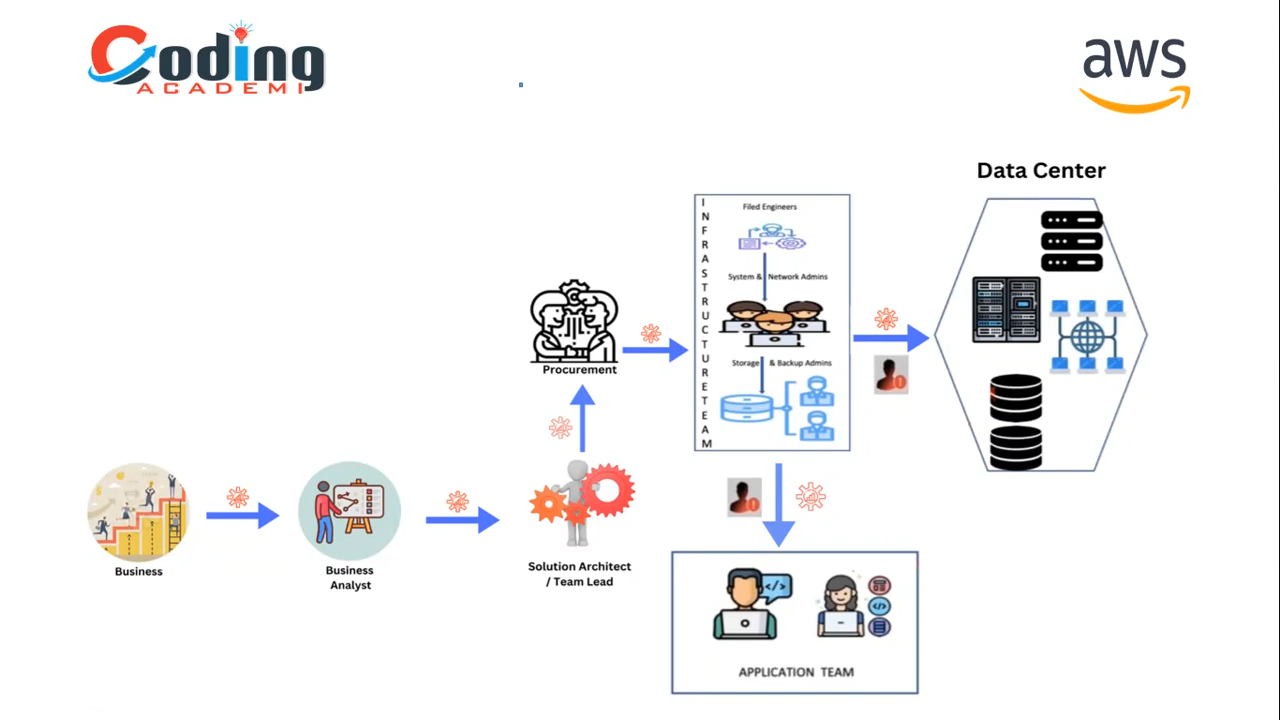 Coding
ACADEMI
aws
Data Center
INFRASTRUCTURETEAM
Filed Engineers
System & Network Admins
Storage & Backup Admins
Procurement
Business
Business
Analyst
Solution Architect
/ Team Lead
</>
</>
APPLICATION TEAM